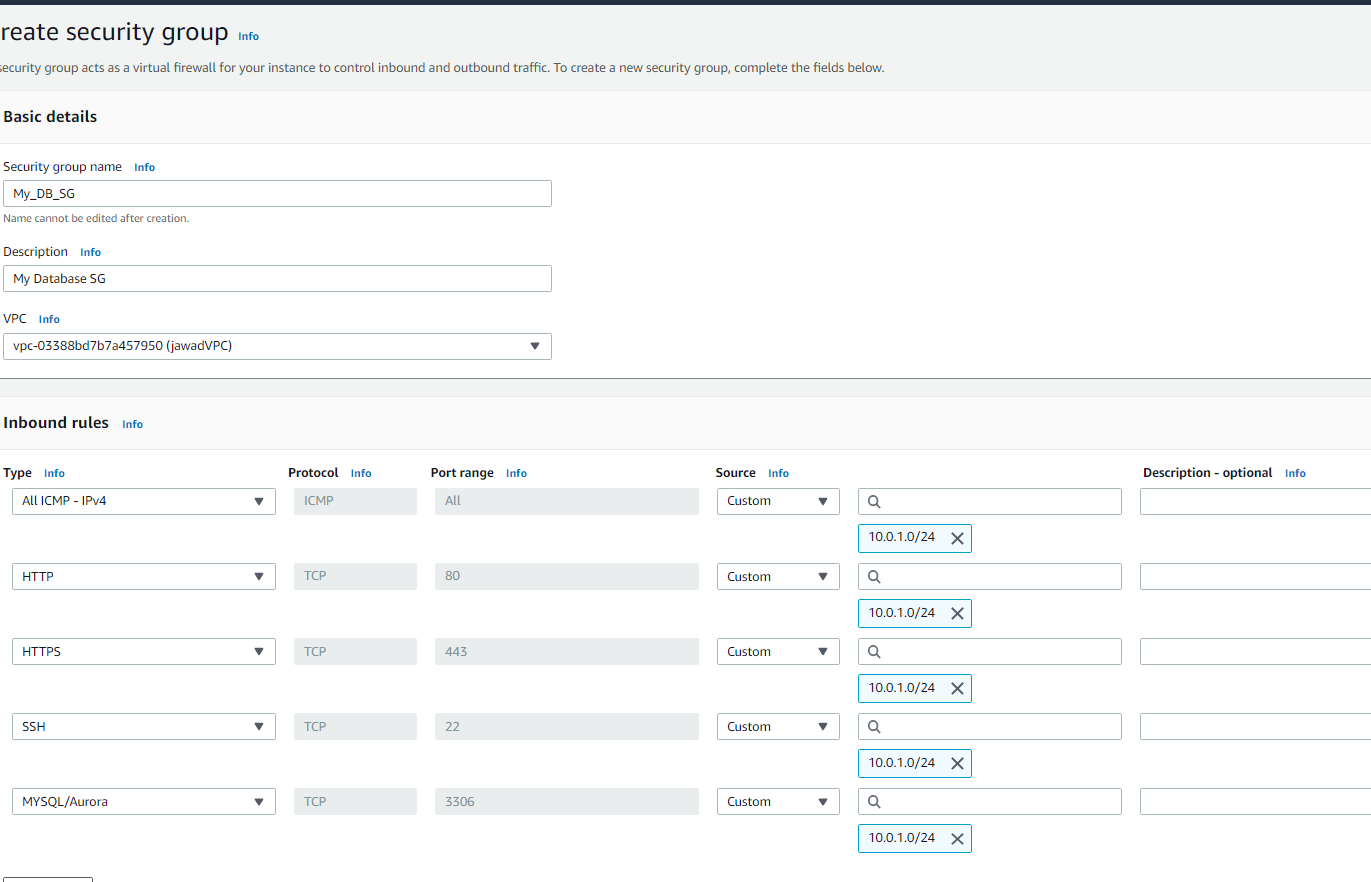 reate security group Info
security group acts as a virtual firewall for your instance to control inbound and outbound traffic. To create a new security group, complete the fields below.
Basic details
Security group name Info
My_DB_SG
Name cannot be edited after creation.
Description Info
My Database SG
VPC Info
vpc-03388bd7b7a457950 (jawadVPC)
Inbound rules Info
Type Info Protocol Info Port range Info Source Info Description - optional Info
All ICMP - IPv4 ICMP All Custom
10.0.1.0/24
HTTP TCP 80 Custom
10.0.1.0/24
HTTPS TCP 443 Custom
10.0.1.0/24
SSH TCP 22 Custom
10.0.1.0/24
MYSQL/Aurora TCP 3306 Custom
10.0.1.0/24